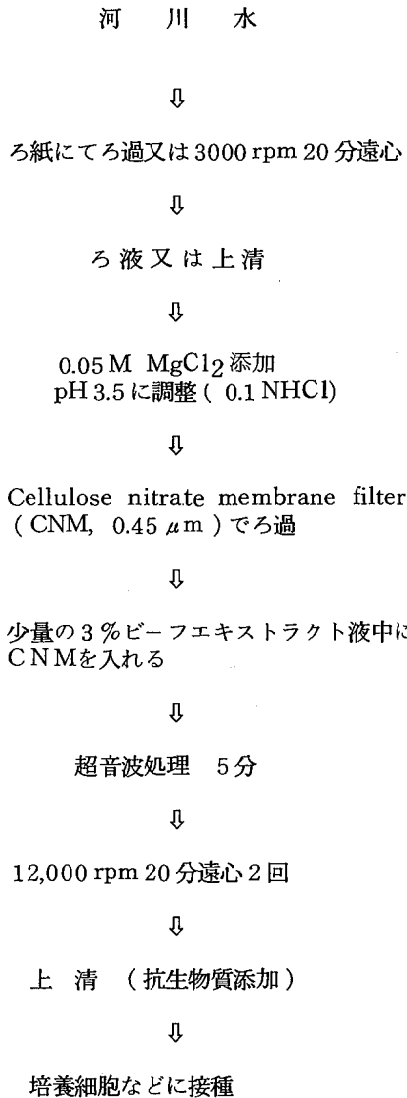 河川水
⇩
ろ紙にてろ過又は3000 rpm 20分遠心
⇩
ろ液又は上清
⇩
0.05 M MgCl2 添加
pH 3.5 に調整 ( 0.1 NHCl)
⇩
Cellulose nitrate membrane filter
( CNM, 0.45 μm ) でろ過
⇩
少量の3%ビーフエキストラクト液中に
CNMを入れる
⇩
超音波処理 5分
⇩
12,000 rpm 20分遠心2回
⇩
上清 (抗生物質添加)
⇩
培養細胞などに接種